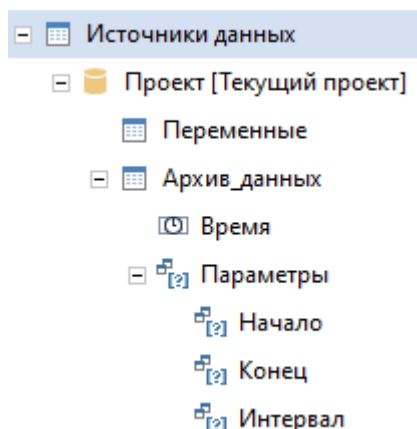 Источники данных
Проект [Текущий проект]
Переменные
Архив_данных
Время
Параметры
Начало
Конец
Интервал